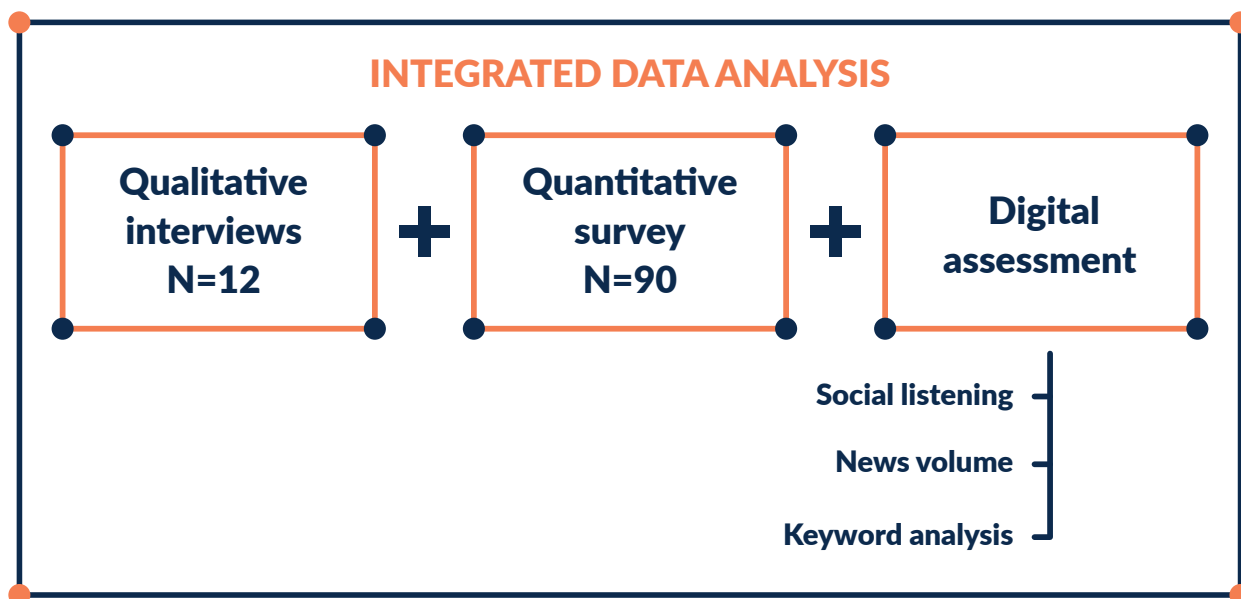 INTEGRATED DATA ANALYSIS
Qualitative
interviews
N=12
+
Quantitative
survey
N=90
+
Digital
assessment
Social listening
News volume
Keyword analysis